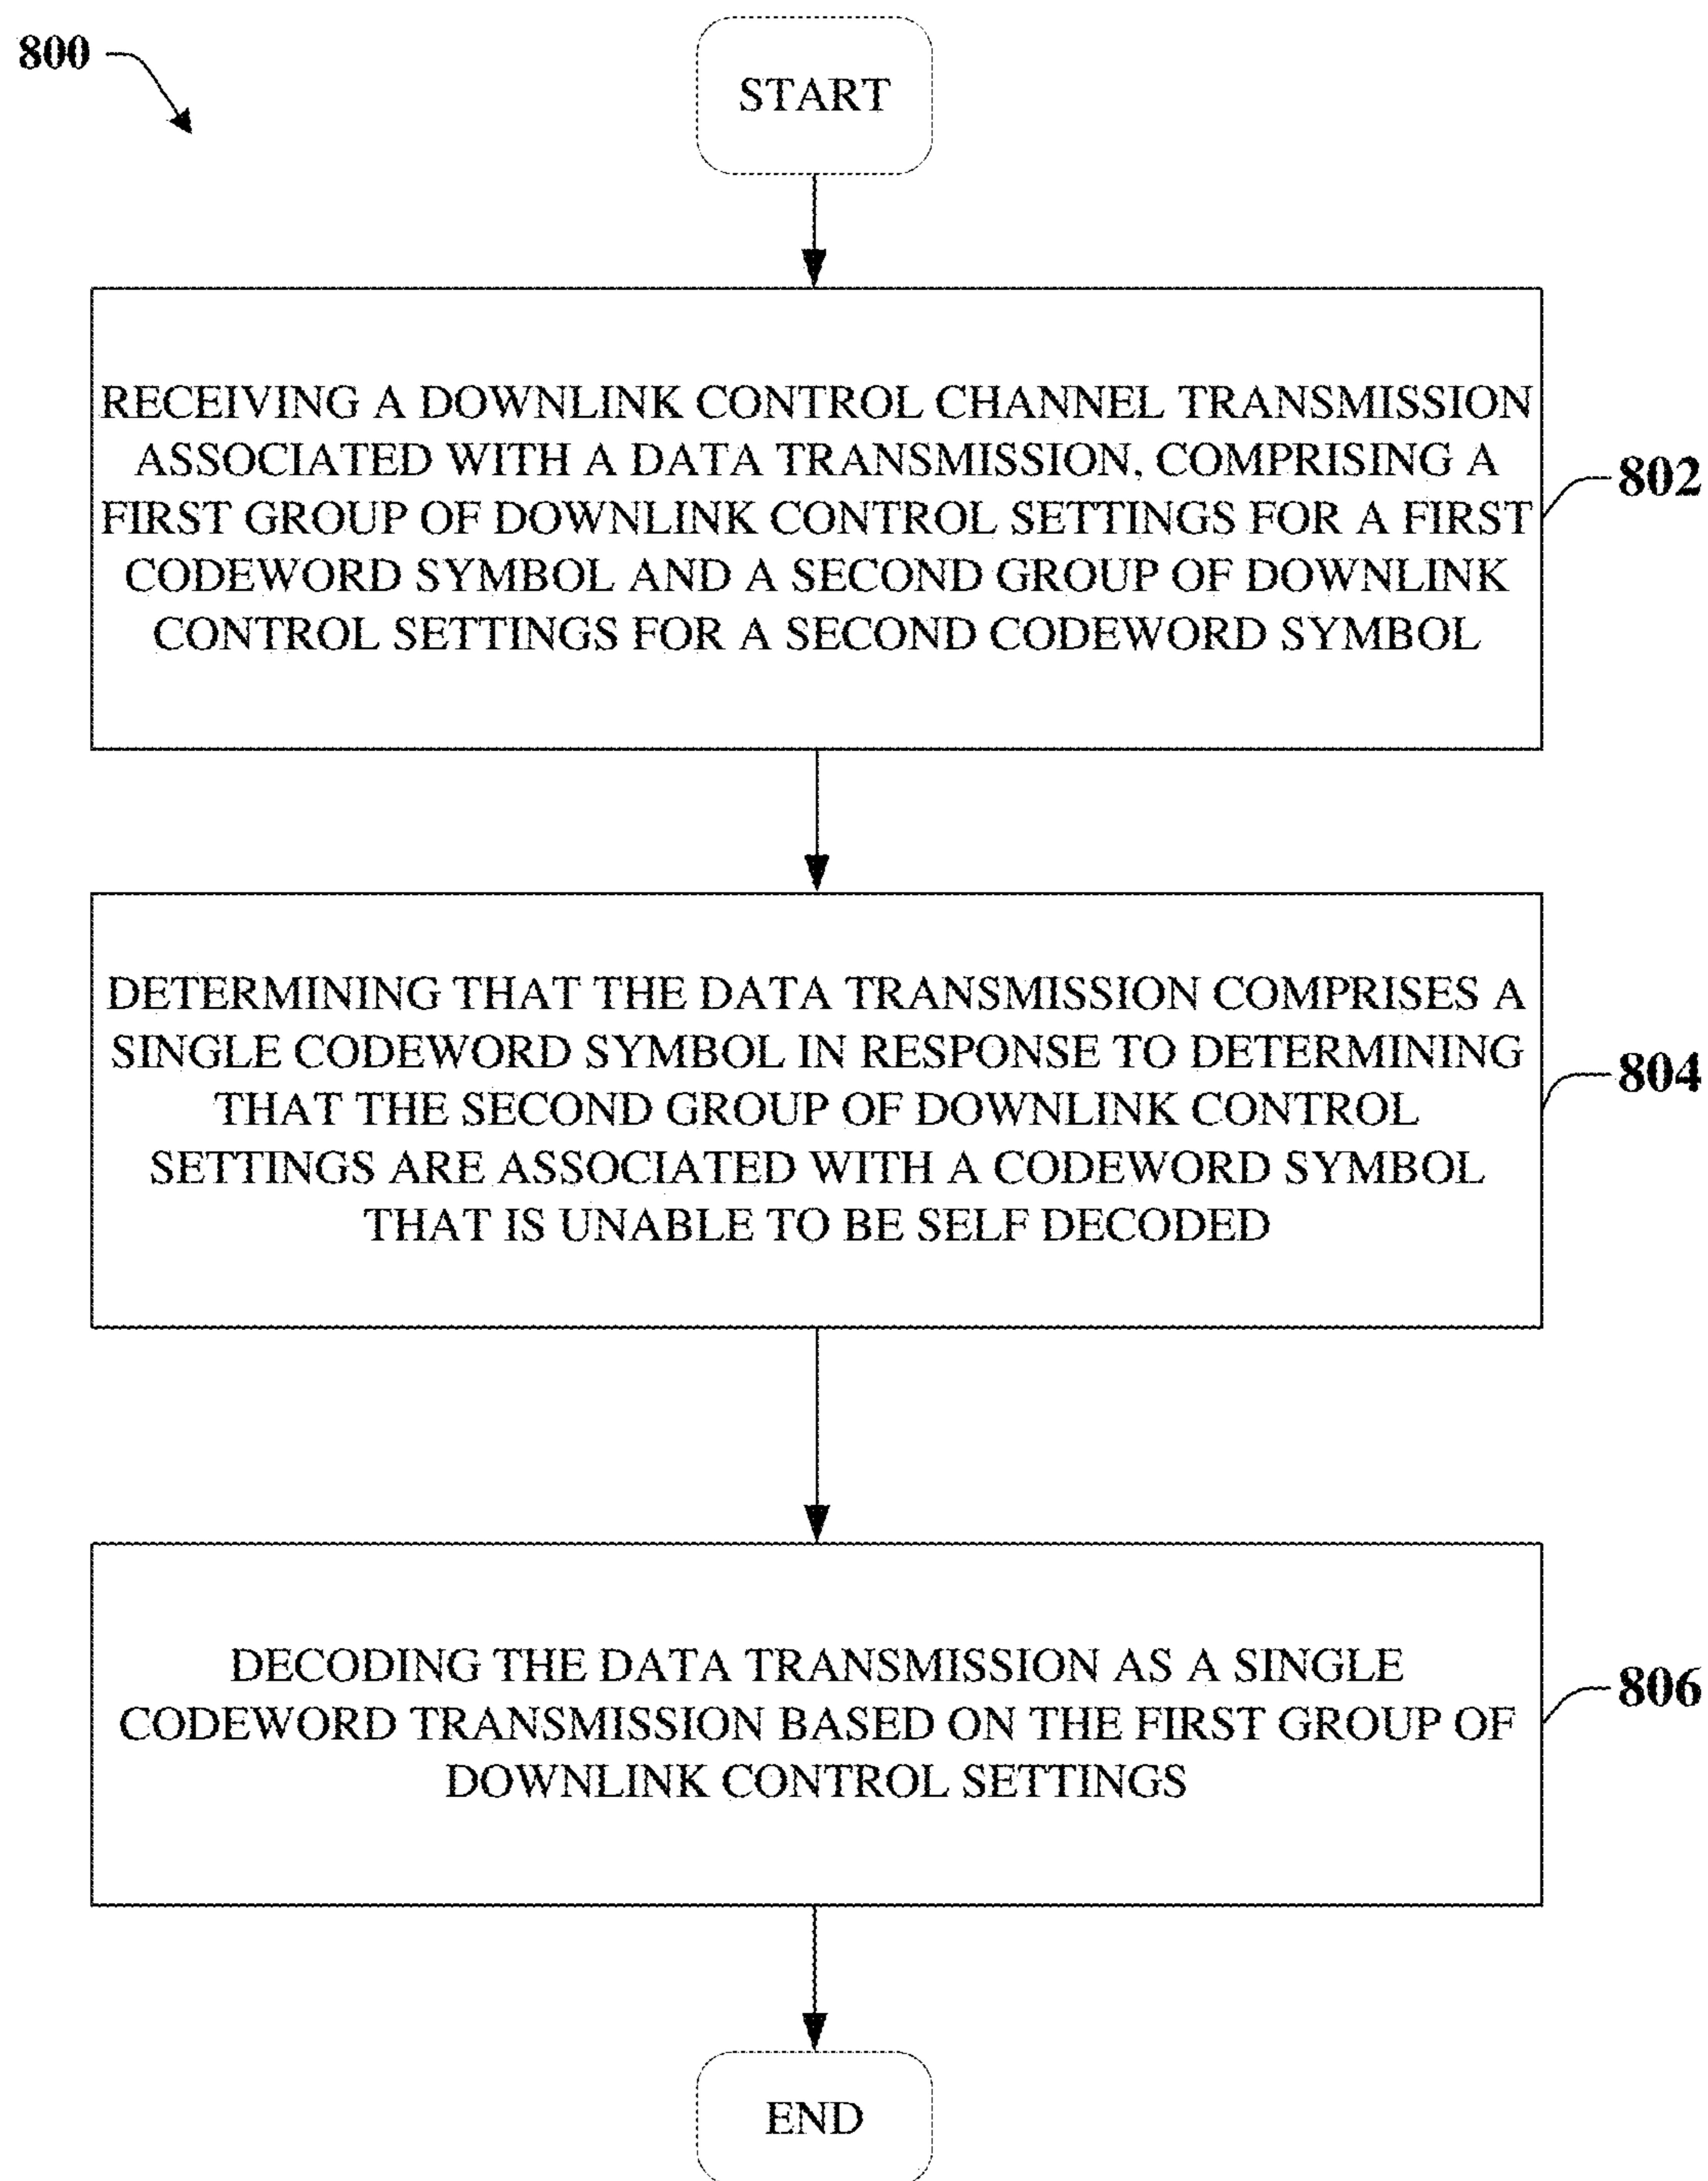 800
START
RECEIVING A DOWNLINK CONTROL CHANNEL TRANSMISSION
ASSOCIATED WITH A DATA TRANSMISSION, COMPRISING A
FIRST GROUP OF DOWNLINK CONTROL SETTINGS FOR A FIRST
CODEWORD SYMBOL AND A SECOND GROUP OF DOWNLINK
CONTROL SETTINGS FOR A SECOND CODEWORD SYMBOL
802
DETERMINING THAT THE DATA TRANSMISSION COMPRISES A
SINGLE CODEWORD SYMBOL IN RESPONSE TO DETERMINING
THAT THE SECOND GROUP OF DOWNLINK CONTROL
SETTINGS ARE ASSOCIATED WITH A CODEWORD SYMBOL
THAT IS UNABLE TO BE SELF DECODED
804
DECODING THE DATA TRANSMISSION AS A SINGLE
CODEWORD TRANSMISSION BASED ON THE FIRST GROUP OF
DOWNLINK CONTROL SETTINGS
806
END